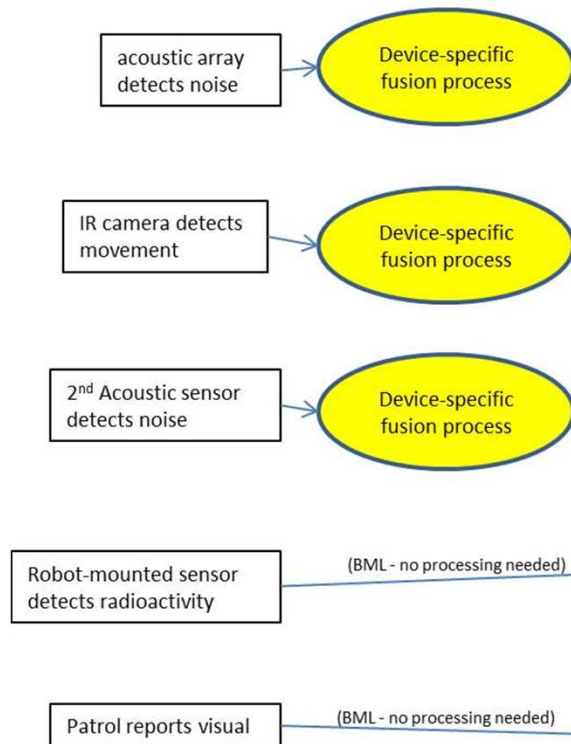 acoustic array
detects noise
Device-specific
fusion process
IR camera detects
movement
Device-specific
fusion process
2nd Acoustic sensor
detects noise
Device-specific
fusion process
Robot-mounted sensor
detects radioactivity
(BML - no processing needed)
Patrol reports visual
(BML - no processing needed)